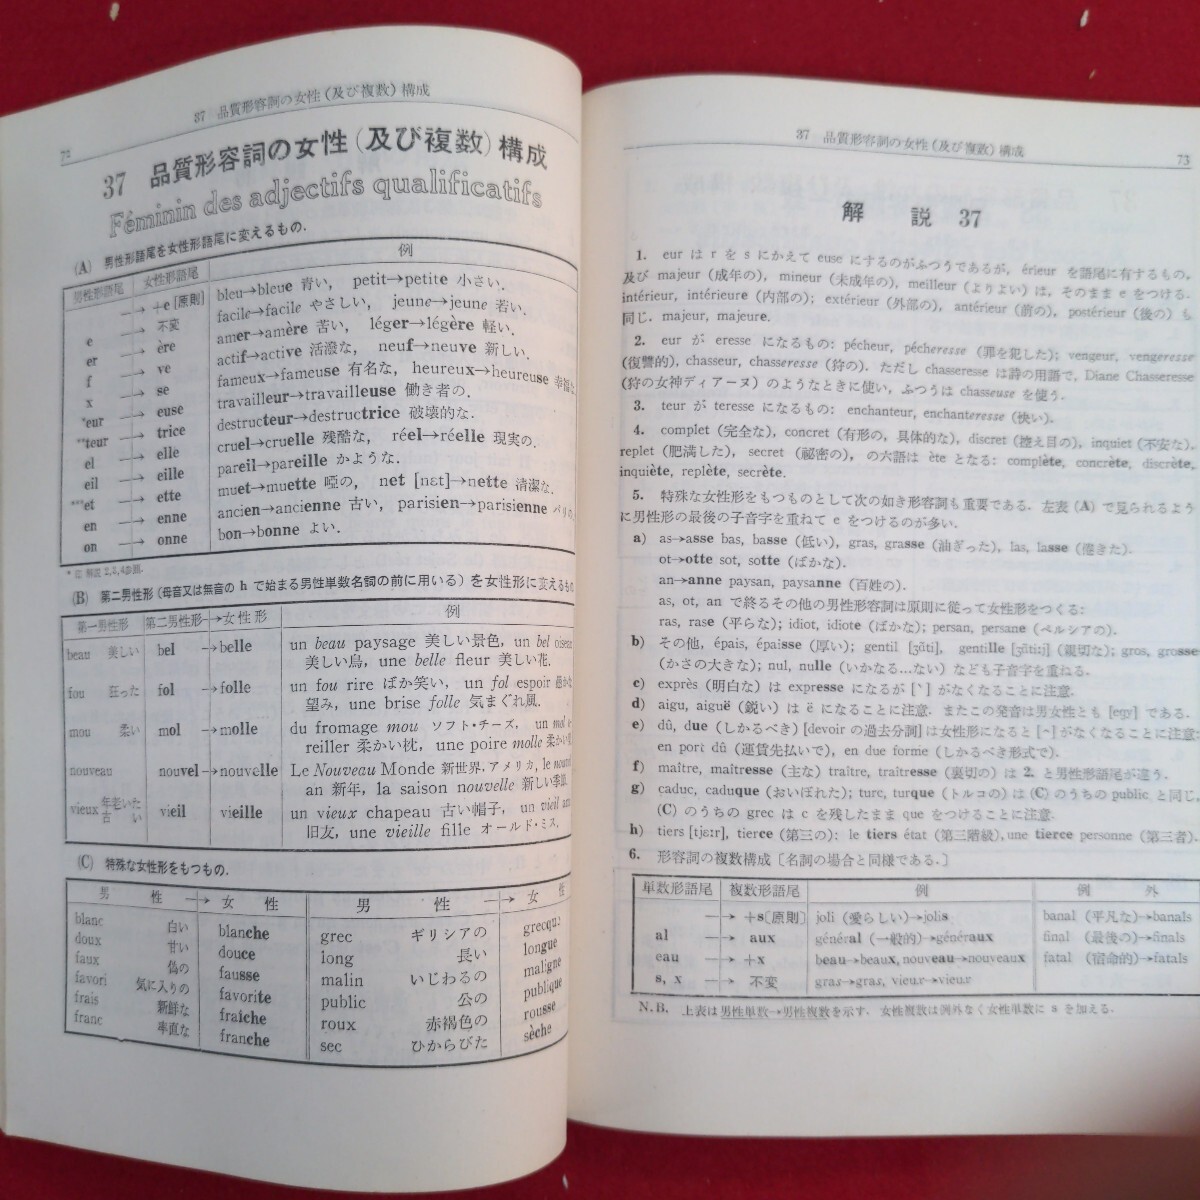 37 品質形容詞の女性(及び複数)構成
37 品質形容詞の女性(及び複数)構成
Féminin des adjectifs qualificatifs
(A) 男性形語尾を女性形語尾に変えるもの.
男性形語尾 女性形語尾 例
—→ +e [原則] bleu→bleue 青い, petit→petite 小さい.
e —→ 不変 facile→facile やさしい, jeune→jeune 若い.
er —→ ère amer→amère 苦い, léger→légère 軽い.
f —→ ve actif→active 活潑な, neuf→neuve 新しい.
x —→ se fameux→fameuse 有名な, heureux→heureuse 幸福な
*eur —→ euse travailleur→travailleuse 働き者の.
**teur —→ trice destructeur→destructrice 破壊的な.
el —→ elle cruel→cruelle 残酷な, réel→réelle 現実の.
eil —→ eille pareil→pareille かような.
***et —→ ette muet→muette 啞の, net [nɛt]→nette 清潔な.
en —→ enne ancien→ancienne 古い, parisien→parisienne パリの
on —→ onne bon→bonne よい.
解説 2,3,4参照.
(B) 第二男性形(母音又は無音の h で始まる男性単数名詞の前に用いる)を女性形に変えるもの
第一男性形 第二男性形—→女性形 例
beau 美しい bel →belle un beau paysage 美しい景色, un bel oiseau
美しい鳥, une belle fleur 美しい花.
fou 狂った fol →folle un fou rire ばか笑い, un fol espoir 愚かな
望み, une brise folle 気まぐれ風.
mou 柔い mol →molle du fromage mou ソフト・チーズ, un mol o-
reiller 柔かい枕, une poire molle 柔かい
nouveau nouvel→nouvelle Le Nouveau Monde 新世界, アメリカ, le nouvel
an 新年, la saison nouvelle 新しい季節.
vieux 年老いた 古い vieil vieille un vieux chapeau 古い帽子, un vieil ami
旧友, une vieille fille オールド・ミス.
(C) 特殊な女性形をもつもの.
男性 —→ 女性 男性 —→ 女性
blanc 白い blanche grec ギリシアの grecque
doux 甘い douce long 長い longue
faux 偽の fausse malin いじわるの maligne
favori 気に入りの favorite public 公の publique
frais 新鮮な fraîche roux 赤褐色の rousse
franc 率直な franche sec ひからびた sèche
37 品質形容詞の女性(及び複数)構成 73
解説 37
1. eur は r を s にかえて euse にするのがふつうであるが, érieur を語尾に有するもの,
及び majeur (成年の), mineur (未成年の), meilleur (よりよい) は, そのまま e をつける.
intérieur, intérieure (内部の); extérieur (外部の), antérieur (前の), postérieur (後の) も
同じ. majeur, majeure.
2. eur が eresse になるもの: pécheur, pécheresse (罪を犯した); vengeur, vengeresse
(復讐的), chasseur, chasseresse (狩の). ただし chasseresse は詩の用語で, Diane Chasseresse
(狩の女神ディアーヌ) のようなときに使い, ふつうは chasseuse を使う.
3. teur が teresse になるもの: enchanteur, enchanteresse (快い).
4. complet (完全な), concret (有形の, 具体的な), discret (控え目の), inquiet (不安な),
replet (肥満した), secret (秘密の), の六語は ète となる: complète, concrète, discrète,
inquiète, replète, secrète.
5. 特殊な女性形をもつものとして次の如き形容詞も重要である. 左表 (A) で見られるよう
に男性形の最後の子音字を重ねて e をつけるのが多い.
a) as→asse bas, basse (低い), gras, grasse (油ぎった), las, lasse (倦きた).
ot→otte sot, sotte (ばかな).
an→anne paysan, paysanne (百姓の).
as, ot, an で終るその他の男性形容詞は原則に従って女性形をつくる:
ras, rase (平らな); idiot, idiote (ばかな); persan, persane (ペルシアの).
b) その他, épais, épaisse (厚い); gentil [ʒɑ̃ti], gentille [ʒɑ̃tiːj] (親切な); gros, grosse
(かさの大きな); nul, nulle (いかなる…ない) なども子音字を重ねる.
c) exprès (明白な) は expresse になるが [`] がなくなることに注意.
d) aigu, aiguë (鋭い) は ë になることに注意. またこの発音は男女性とも [egy] である.
e) dû, due (しかるべき) [devoir の過去分詞] は女性形になると [^] がなくなることに注意:
en port dû (運賃先払いで), en due forme (しかるべき形式で).
f) maître, maîtresse (主な) traître, traîtresse (裏切の) は 2. と男性形語尾が違う.
g) caduc, caduque (おいぼれた); turc, turque (トルコの) は (C) のうちの public と同じ.
(C) のうちの grec は c を残したまま que をつけることに注意.
h) tiers [tjɛːr], tierce (第三の): le tiers état (第三階級), une tierce personne (第三者).
6. 形容詞の複数構成 [名詞の場合と同様である.]
単数形語尾 複数形語尾 例 例外
—→ +s[原則] joli (愛らしい)→jolis banal (平凡な)→banals
al —→ aux général (一般的)→généraux final (最後の)→finals
eau —→ +x beau→beaux, nouveau→nouveaux fatal (宿命的)→fatals
s, x —→ 不変 gras→gras, vieux→vieux
N.B. 上表は男性単数→男性複数を示す. 女性複数は例外なく女性単数に s を加える.